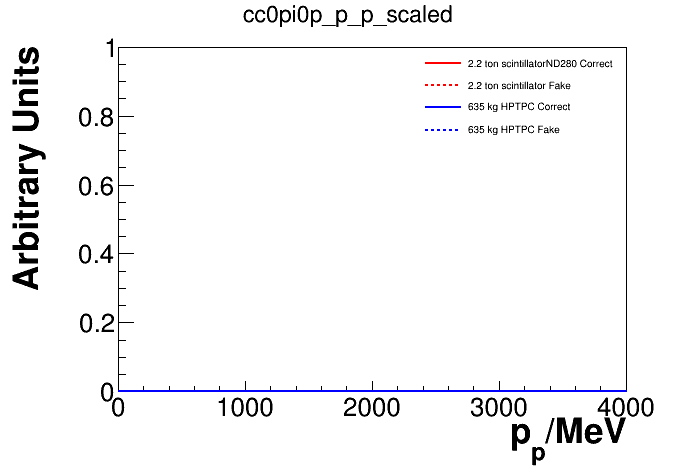 cc0pi0p_p_p_scaled
Arbitrary Units
1
0.8
0.6
0.4
0.2
0
2.2 ton scintillatorND280 Correct
2.2 ton scintillator Fake
635 kg HPTPC Correct
635 kg HPTPC Fake
0 1000 2000 3000 4000
p_p/MeV